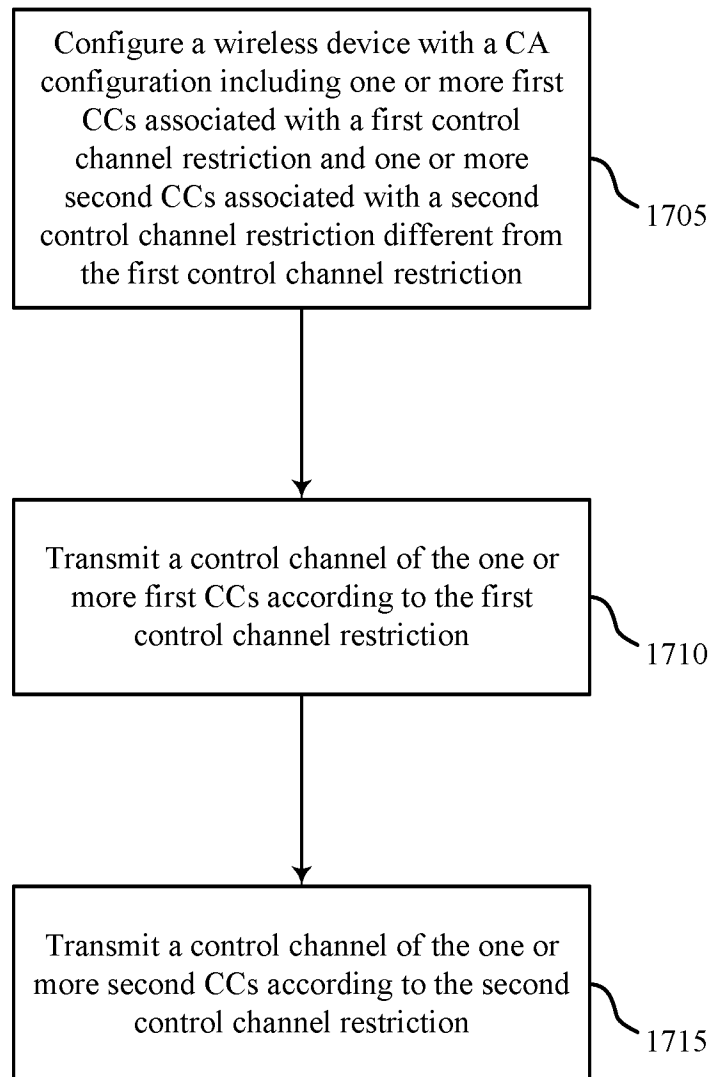 Configure a wireless device with a CA
configuration including one or more first
CCs associated with a first control
channel restriction and one or more
second CCs associated with a second
control channel restriction different from
the first control channel restriction
1705
Transmit a control channel of the one or
more first CCs according to the first
control channel restriction
1710
Transmit a control channel of the one or
more second CCs according to the second
control channel restriction
1715